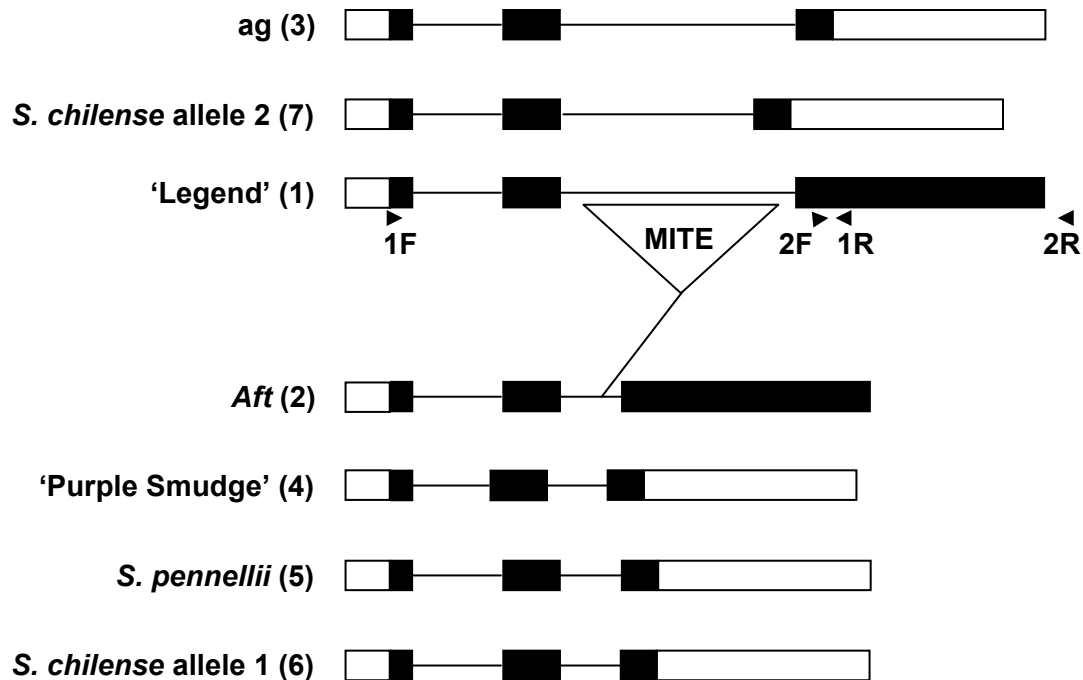 ag (3)
S. chilense allele 2 (7)
‘Legend’ (1)
1F
MITE
2F
1R
2R
Aft (2)
‘Purple Smudge’ (4)
S. pennellii (5)
S. chilense allele 1 (6)